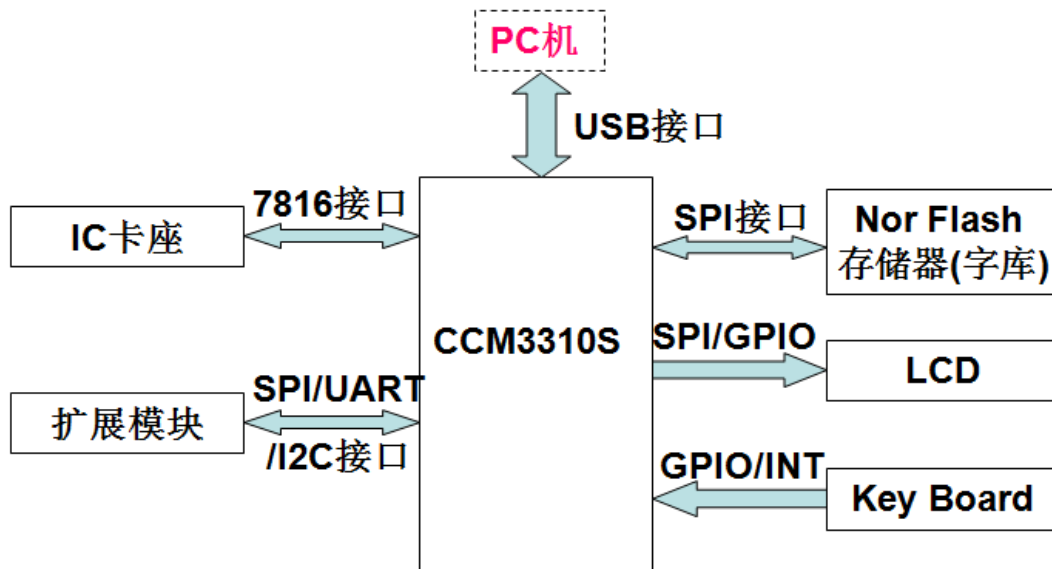 PC机
USB接口
7816接口
IC卡座
SPI接口
Nor Flash
存储器(字库)
CCM3310S
SPI/GPIO
LCD
SPI/UART
扩展模块
/I2C接口
GPIO/INT
Key Board